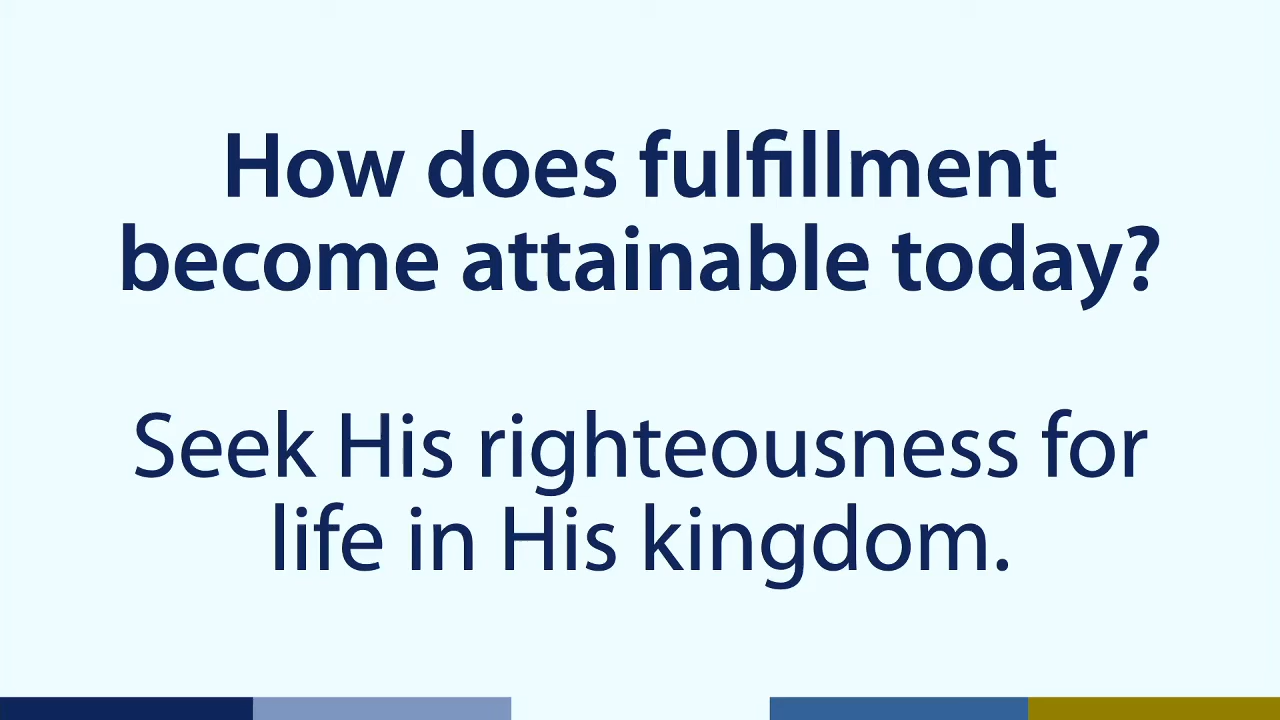 How does fulfillment
become attainable today?
Seek His righteousness for
life in His kingdom.